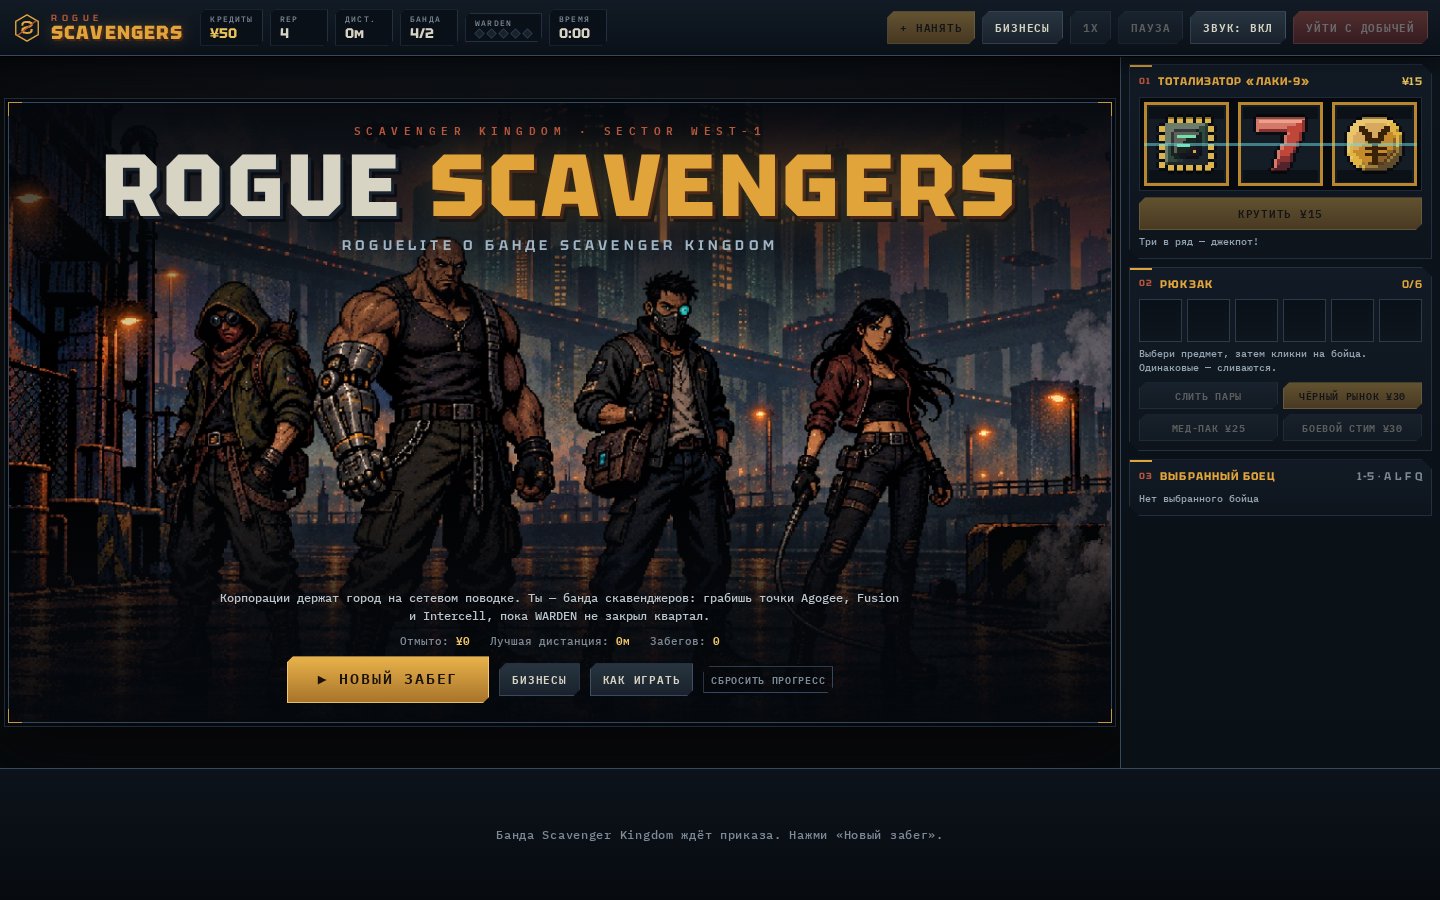 ROGUE
SCAVENGERS
КРЕДИТЫ
¥50
REP
4
ДИСТ.
0м
БАНДА
4/2
WARDEN
ВРЕМЯ
0:00
+ НАНЯТЬ
БИЗНЕСЫ
1X
ПАУЗА
ЗВУК: ВКЛ
УЙТИ С ДОБЫЧЕЙ
SCAVENGER KINGDOM · SECTOR WEST-1
ROGUE SCAVENGERS
ROGUELITE О БАНДЕ SCAVENGER KINGDOM
Корпорации держат город на сетевом поводке. Ты — банда скавенджеров: грабишь точки Agogee, Fusion
и Intercell, пока WARDEN не закрыл квартал.
Отмыто: ¥0 Лучшая дистанция: 0м Забегов: 0
▶ НОВЫЙ ЗАБЕГ
БИЗНЕСЫ
КАК ИГРАТЬ
СБРОСИТЬ ПРОГРЕСС
01 ТОТАЛИЗАТОР «ЛАКИ-9» ¥15
7
КРУТИТЬ ¥15
Три в ряд — джекпот!
02 РЮКЗАК 0/6
Выбери предмет, затем кликни на бойца.
Одинаковые — сливаются.
СЛИТЬ ПАРЫ
ЧЁРНЫЙ РЫНОК ¥30
МЕД-ПАК ¥25
БОЕВОЙ СТИМ ¥30
03 ВЫБРАННЫЙ БОЕЦ 1-5 · A L F Q
Нет выбранного бойца
Банда Scavenger Kingdom ждёт приказа. Нажми «Новый забег».